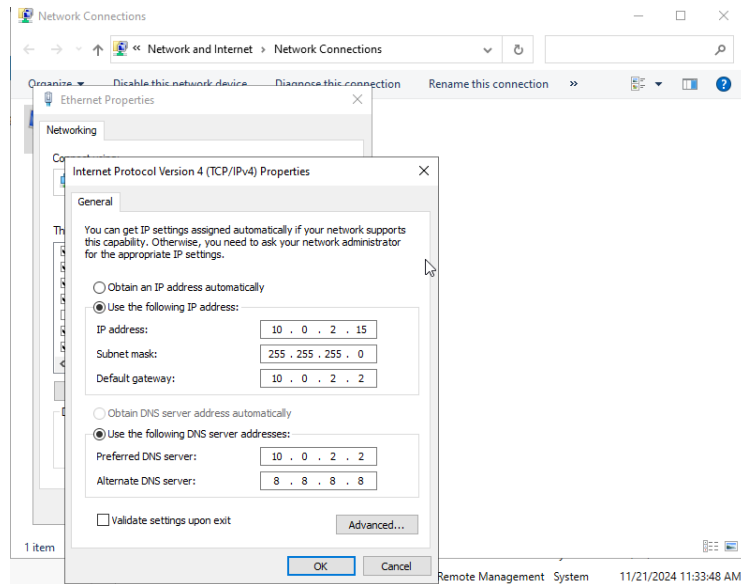 Network Connections
« Network and Internet › Network Connections
Organize Disable this network device Diagnose this connection Rename this connection »
Ethernet Properties
Networking
Internet Protocol Version 4 (TCP/IPv4) Properties
General
You can get IP settings assigned automatically if your network supports
this capability. Otherwise, you need to ask your network administrator
for the appropriate IP settings.
Obtain an IP address automatically
Use the following IP address:
IP address: 10 . 0 . 2 . 15
Subnet mask: 255 . 255 . 255 . 0
Default gateway: 10 . 0 . 2 . 2
Obtain DNS server address automatically
Use the following DNS server addresses:
Preferred DNS server: 10 . 0 . 2 . 2
Alternate DNS server: 8 . 8 . 8 . 8
Validate settings upon exit
Advanced...
1 item
OK Cancel
Remote Management System 11/21/2024 11:33:48 AM